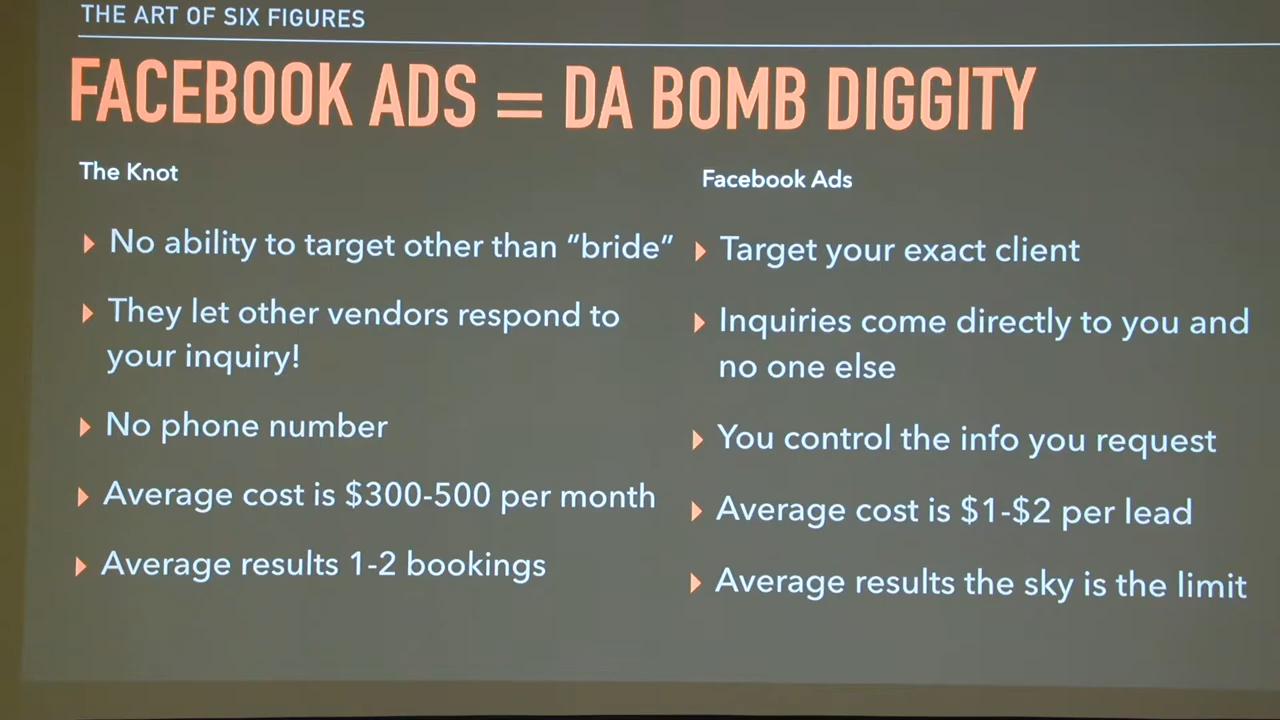 THE ART OF SIX FIGURES
FACEBOOK ADS = DA BOMB DIGGITY
The Knot
No ability to target other than “bride”
They let other vendors respond to
your inquiry!
No phone number
Average cost is $300-500 per month
Average results 1-2 bookings
Facebook Ads
Target your exact client
Inquiries come directly to you and
no one else
You control the info you request
Average cost is $1-$2 per lead
Average results the sky is the limit